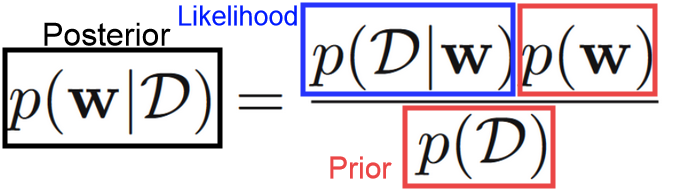 Likelihood
Posterior
p(𝐰|𝒟) = p(𝒟|𝐰)p(𝐰)
p(𝒟)
Prior